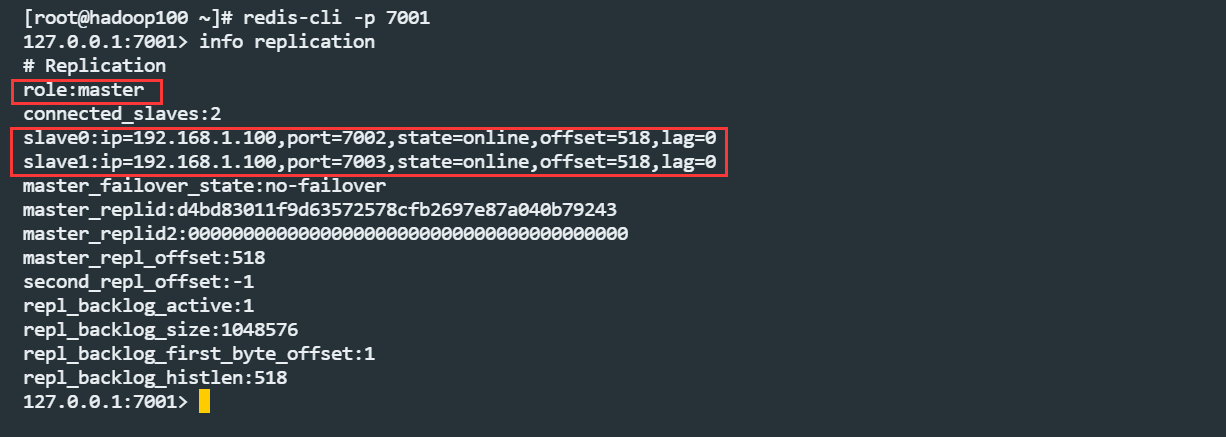 [root@hadoop100 ~]# redis-cli -p 7001
127.0.0.1:7001> info replication
# Replication
role:master
connected_slaves:2
slave0:ip=192.168.1.100,port=7002,state=online,offset=518,lag=0
slave1:ip=192.168.1.100,port=7003,state=online,offset=518,lag=0
master_failover_state:no-failover
master_replid:d4bd83011f9d63572578cfb2697e87a040b79243
master_replid2:0000000000000000000000000000000000000000
master_repl_offset:518
second_repl_offset:-1
repl_backlog_active:1
repl_backlog_size:1048576
repl_backlog_first_byte_offset:1
repl_backlog_histlen:518
127.0.0.1:7001>